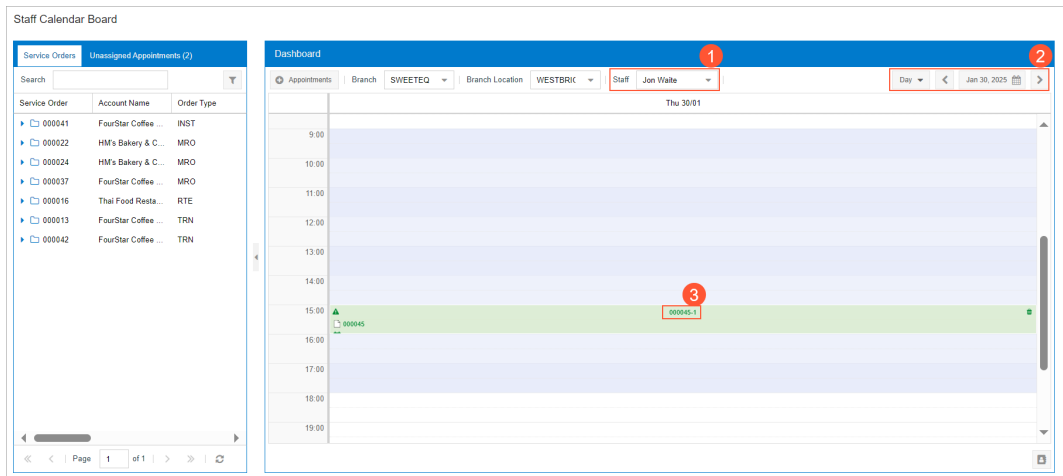 Staff Calendar Board
Service Orders Unassigned Appointments (2)
Search
Service Order Account Name Order Type
000041 FourStar Coffee ... INST
000022 HM's Bakery & C... MRO
000024 HM's Bakery & C... MRO
000037 FourStar Coffee ... MRO
000016 Thai Food Resta... RTE
000013 FourStar Coffee ... TRN
000042 FourStar Coffee ... TRN
Page 1 of 1
Dashboard
1
2
Appointments Branch SWEETEQ Branch Location WESTBRIC Staff Jon Waite Day Jan 30, 2025
Thu 30/01
9:00
10:00
11:00
12:00
13:00
14:00
3
15:00 000045-1
000045
16:00
17:00
18:00
19:00